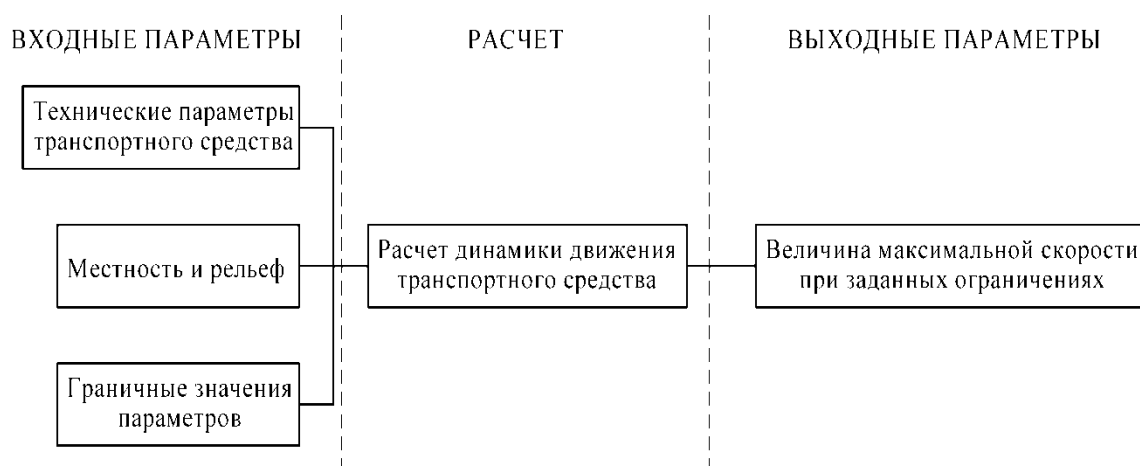 ВХОДНЫЕ ПАРАМЕТРЫ
РАСЧЕТ
ВЫХОДНЫЕ ПАРАМЕТРЫ
Технические параметры
транспортного средства
Местность и рельеф
Граничные значения
параметров
Расчет динамики движения
транспортного средства
Величина максимальной скорости
при заданных ограничениях